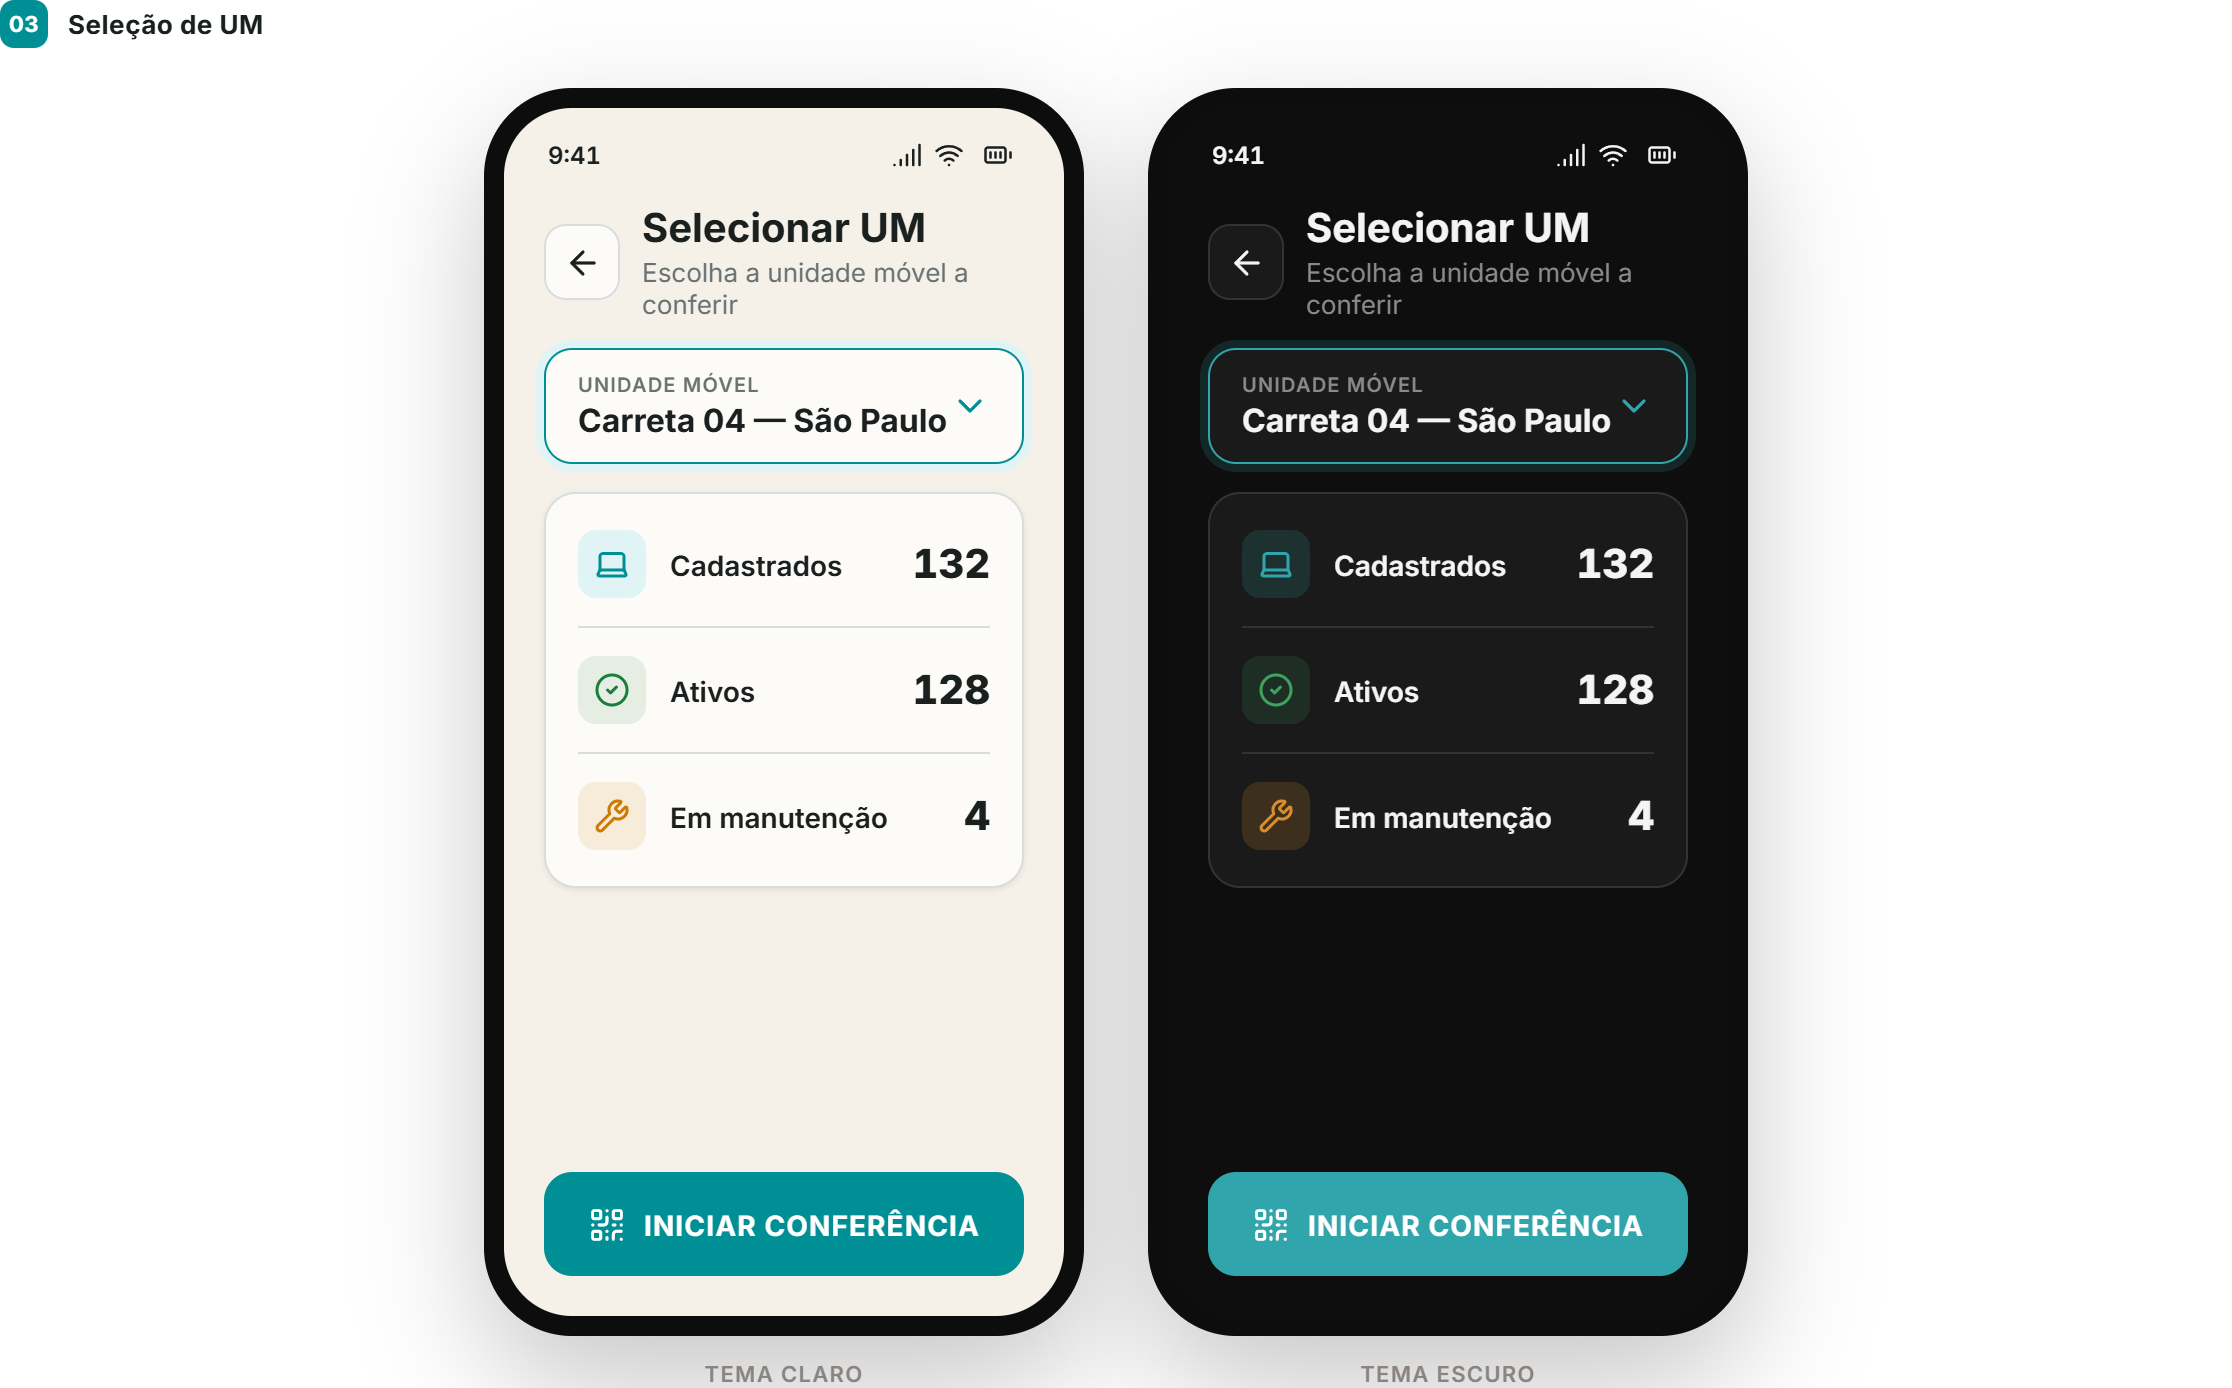 03 Seleção de UM
9:41
Selecionar UM
Escolha a unidade móvel a
conferir
UNIDADE MÓVEL
Carreta 04 — São Paulo
Cadastrados 132
Ativos 128
Em manutenção 4
INICIAR CONFERÊNCIA
TEMA CLARO
9:41
Selecionar UM
Escolha a unidade móvel a
conferir
UNIDADE MÓVEL
Carreta 04 — São Paulo
Cadastrados 132
Ativos 128
Em manutenção 4
INICIAR CONFERÊNCIA
TEMA ESCURO